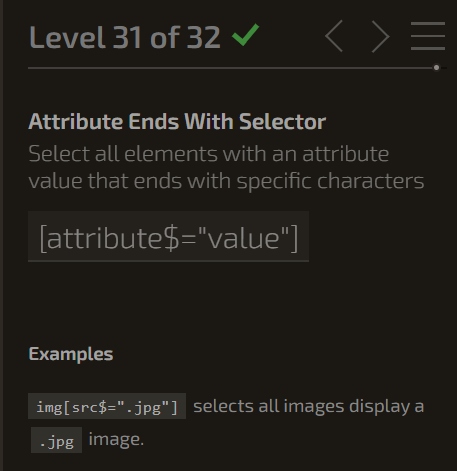 Level 31 of 32
Attribute Ends With Selector
Select all elements with an attribute
value that ends with specific characters
[attribute$="value"]
Examples
img[src$=".jpg"] selects all images display a
.jpg image.